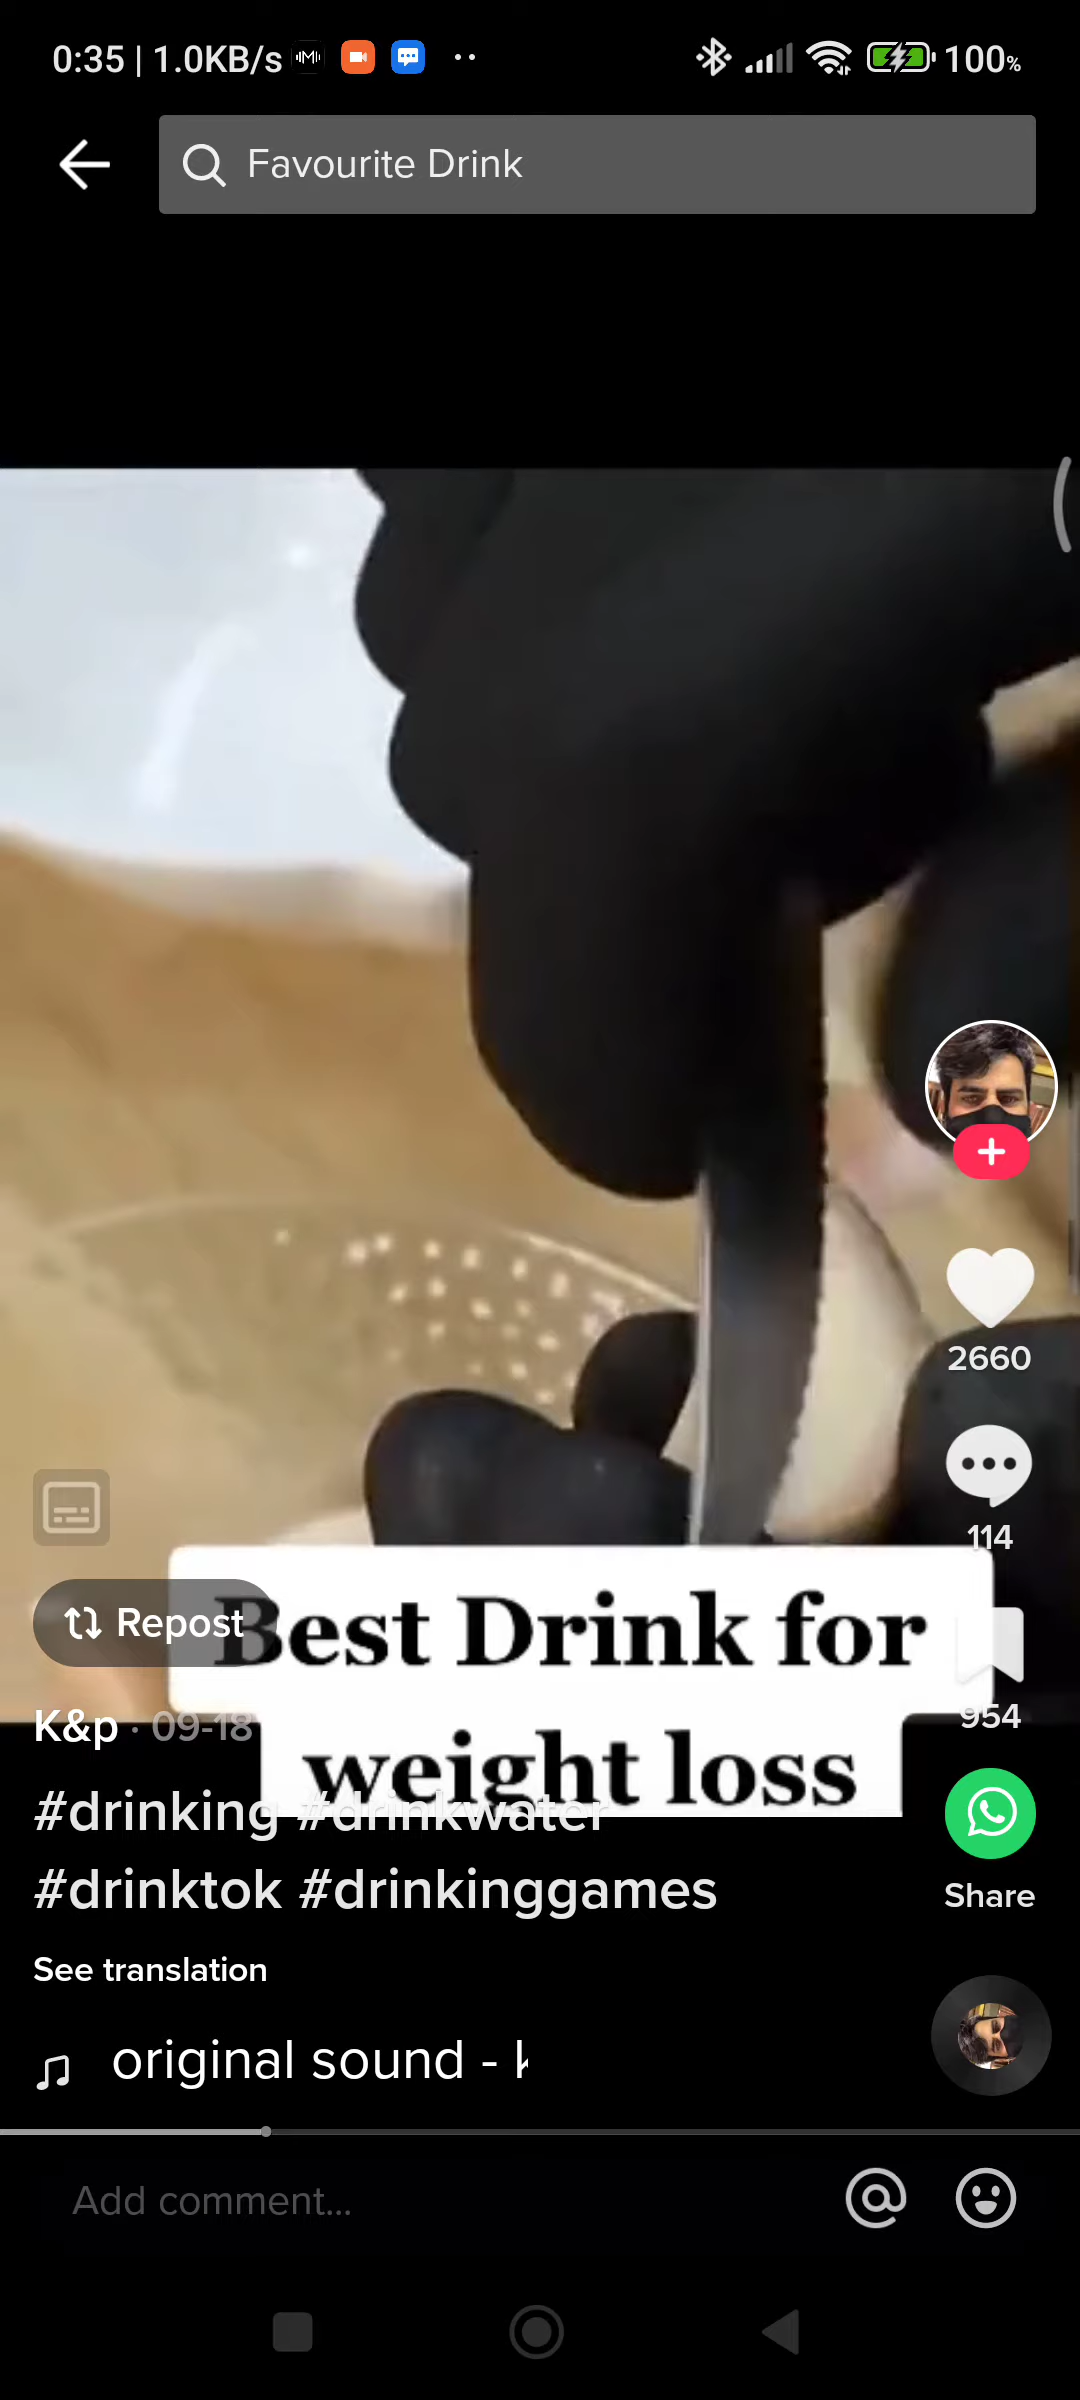 0:35 | 1.0KB/s
100%
Favourite Drink
2660
114
Best Drink for
Repost
954
K&p · 09-18
weight loss
#drinking #drinkwater
#drinktok #drinkinggames
Share
See translation
original sound -
Add comment...